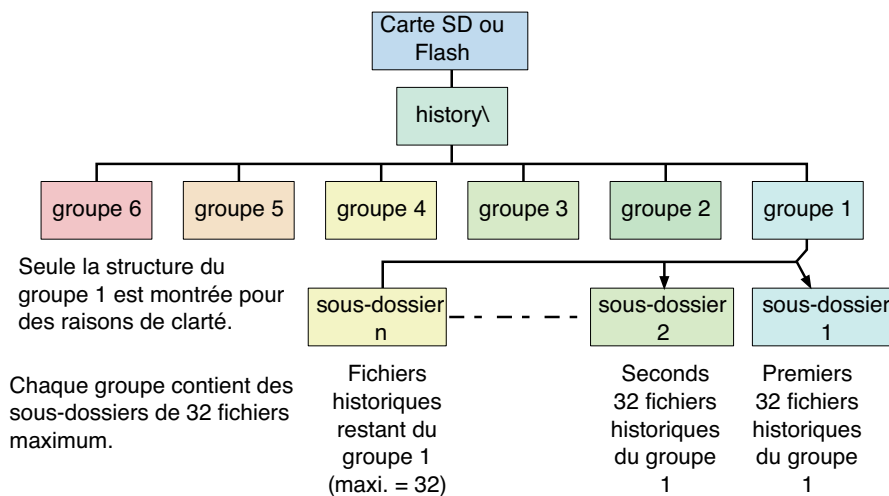 Carte SD ou
Flash
history\
groupe 6
groupe 5
groupe 4
groupe 3
groupe 2
groupe 1
Seule la structure du
groupe 1 est montrée pour
des raisons de clarté.
sous-dossier
n
sous-dossier
2
sous-dossier
1
Chaque groupe contient des
sous-dossiers de 32 fichiers
maximum.
Fichiers
historiques
restant du
groupe 1
(maxi. = 32)
Seconds
32 fichiers
historiques
du groupe
1
Premiers
32 fichiers
historiques
du groupe
1